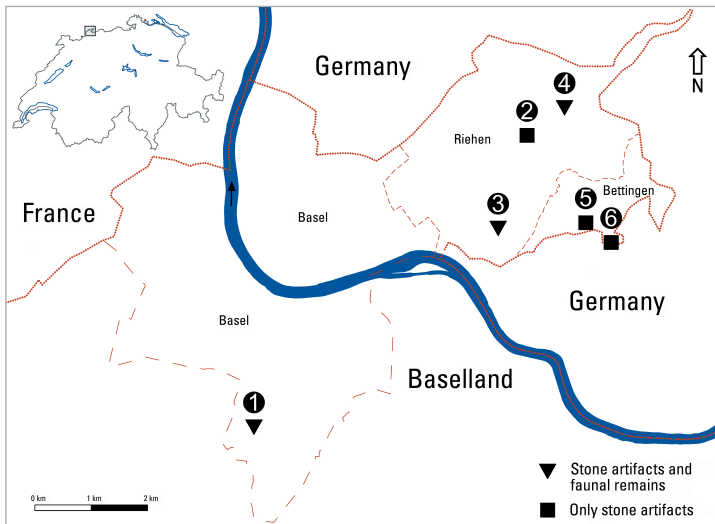 Germany
N
4
2
Riehen
Bettingen
France
Basel
3
5
6
Germany
Basel
Baselland
1
Stone artifacts and
faunal remains
Only stone artifacts
0 km
1 km
2 km